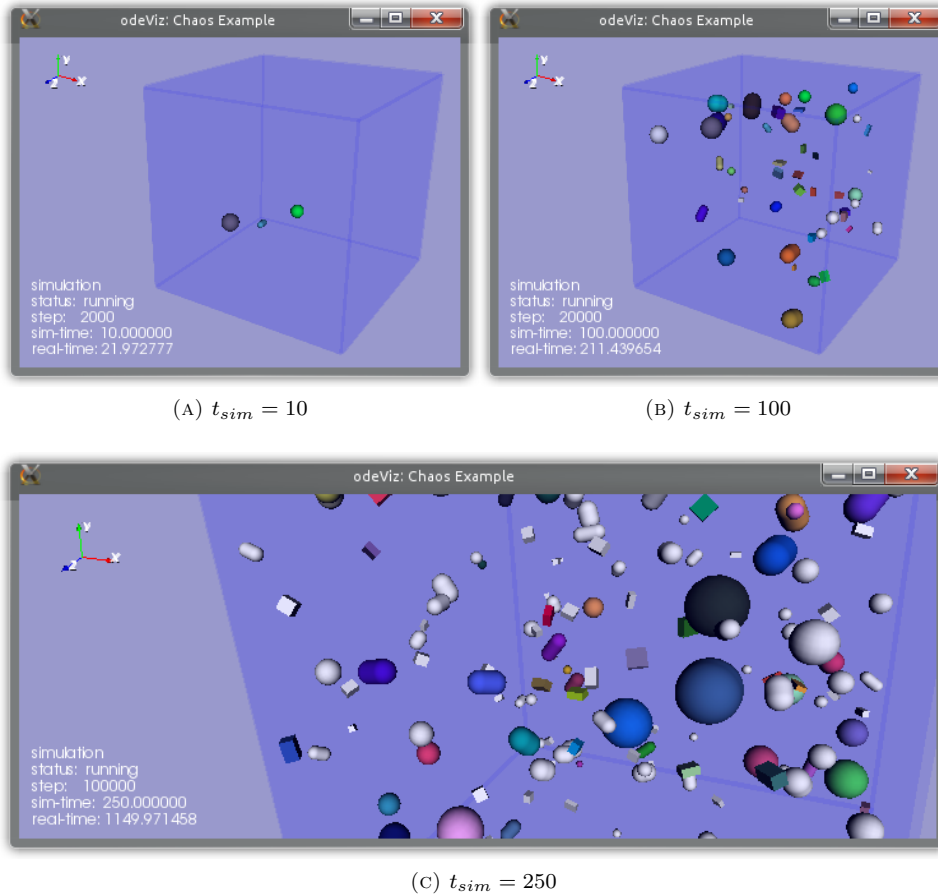 odeViz: Chaos Example
Y
X
Z
simulation
status: running
step: 2000
sim-time: 10.000000
real-time: 21.972777
(A) t_sim = 10
odeViz: Chaos Example
Y
X
Z
simulation
status: running
step: 20000
sim-time: 100.000000
real-time: 211.439654
(B) t_sim = 100
odeViz: Chaos Example
Y
X
Z
simulation
status: running
step: 100000
sim-time: 250.000000
real-time: 1149.971458
(C) t_sim = 250